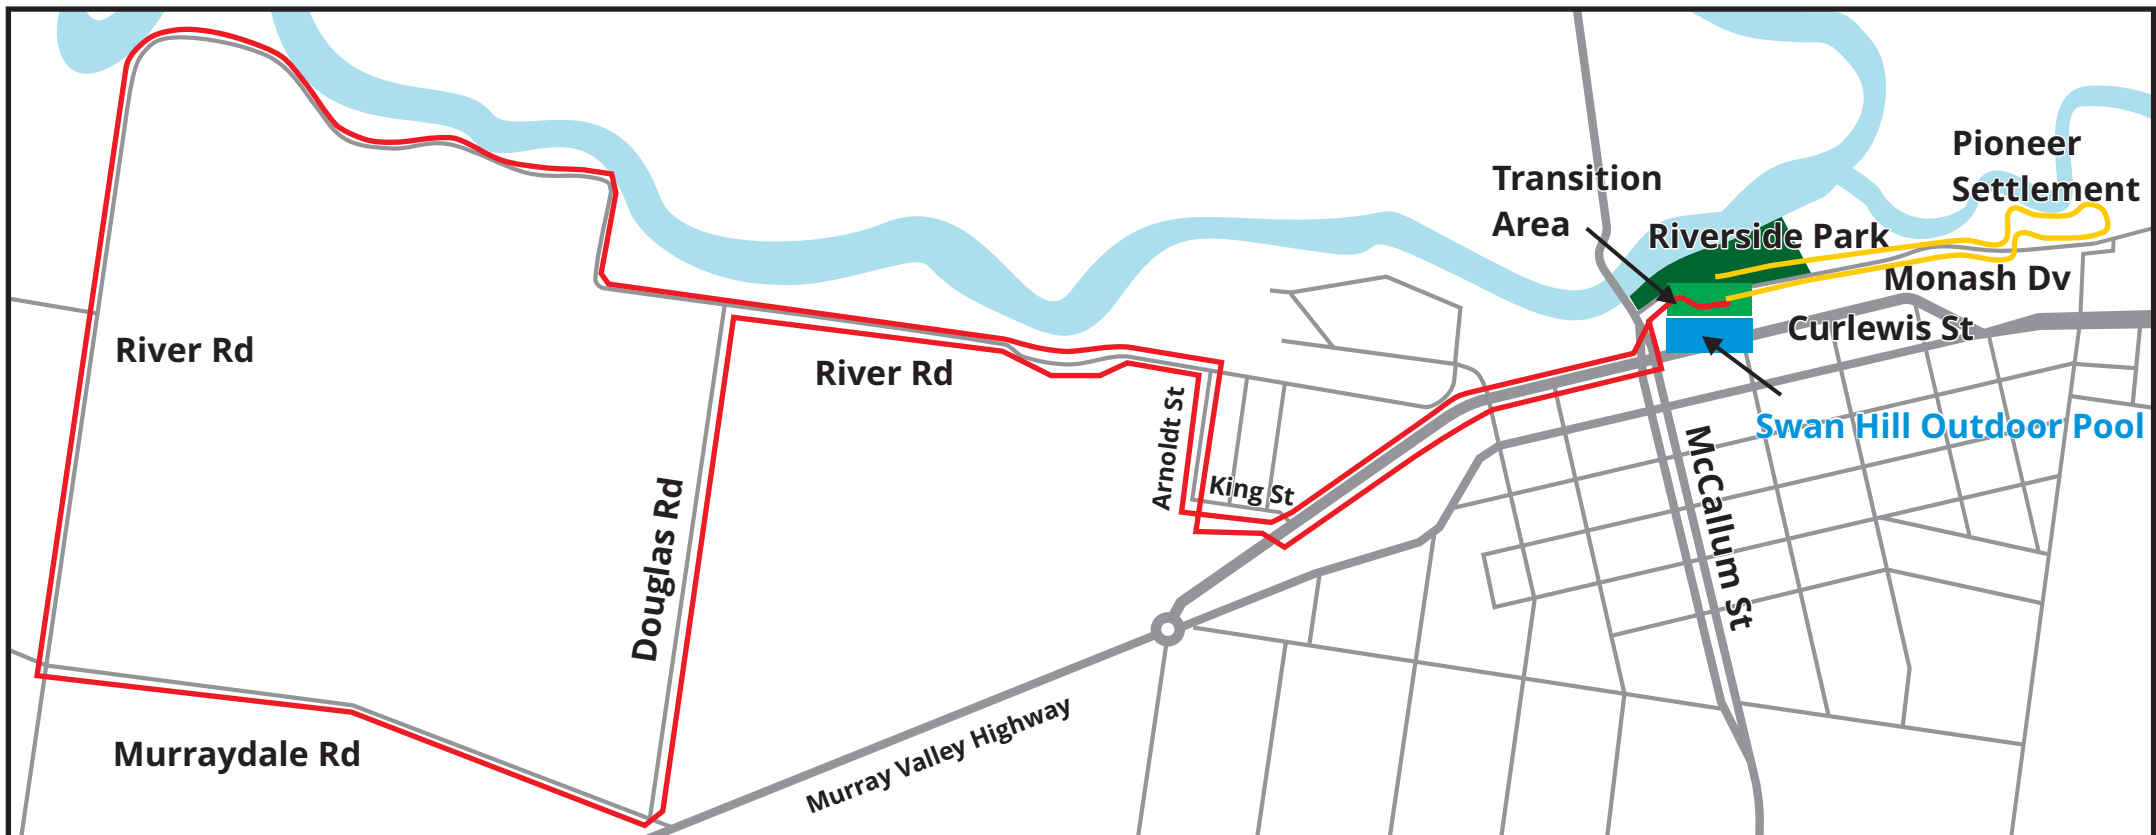 Pioneer
Settlement
Transition
Area
Riverside Park
Monash Dv
Curlewis St
River Rd
River Rd
Arnoldt St
King St
Swan Hill Outdoor Pool
McCallum St
Douglas Rd
Murraydale Rd
Murray Valley Highway